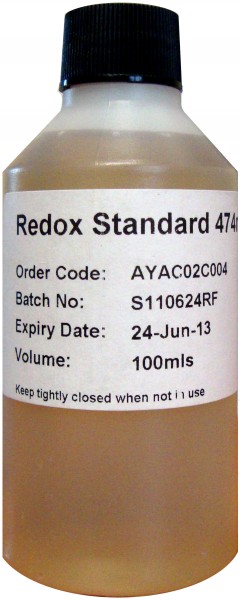 Redox Standard 474
Order Code: AYAC02C004
Batch No: S110624RF
Expiry Date: 24-Jun-13
Volume: 100mls
Keep tightly closed when not in use